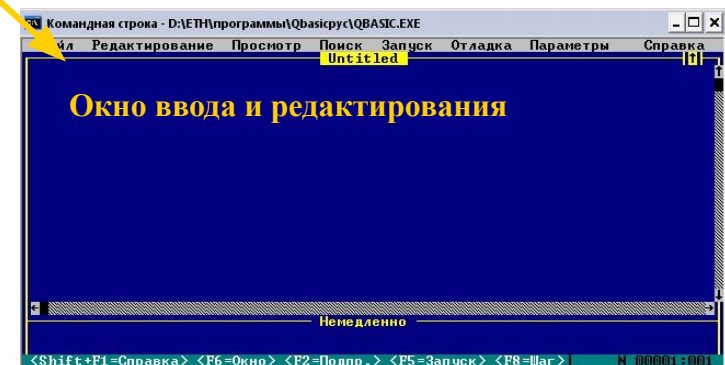 Командная строка - D:\ETH\программы\Qbasicрус\QBASIC.EXE
йл Редактирование Просмотр Поиск Запуск Отладка Параметры Справка
Untitled
Окно ввода и редактирования
Немедленно
<Shift+F1=Справка> <F6=Окно> <F2=Подпр.> <F5=Запуск> <F8=Шаг> N 00001:001